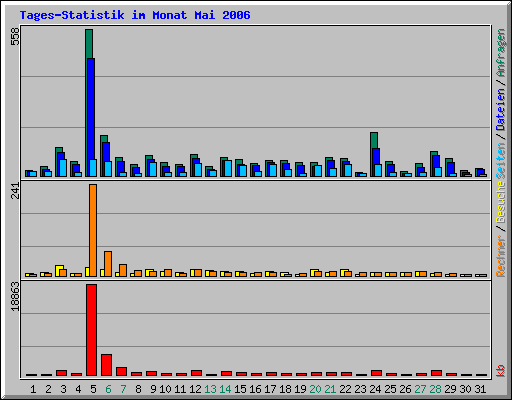 Tages-Statistik im Monat Mai 2006
558
Rechner / Besuche Seiten / Dateien / Anfragen
241
18863
kb
1 2 3 4 5 6 7 8 9 10 11 12 13 14 15 16 17 18 19 20 21 22 23 24 25 26 27 28 29 30 31